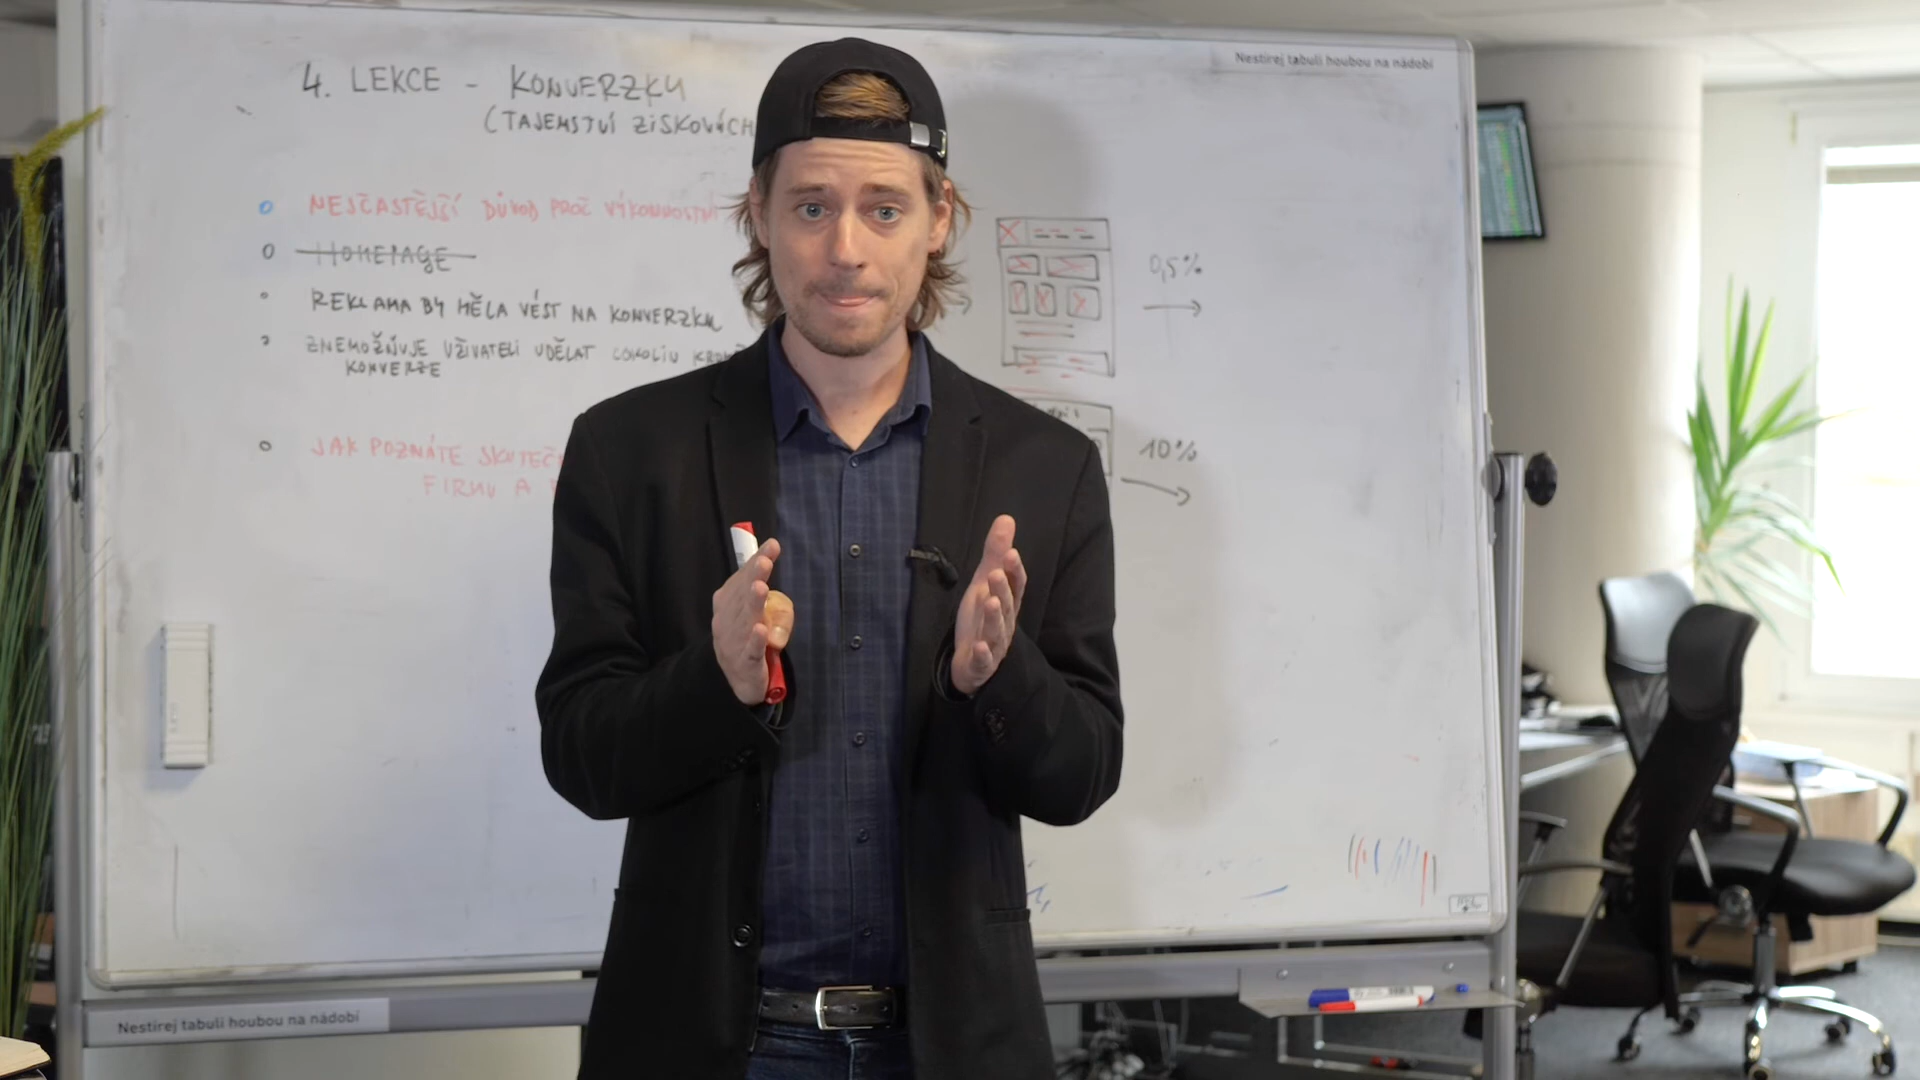 Nestírej tabuli houbou na nádobí
4. LEKCE - KONVERZKY
(TAJEMSTVÍ ZISKOVÝCH
NEJČASTĚJŠÍ DŮVOD PROČ VÝKONNOSTNÍ
HOMEPAGE
REKLAMA BY MĚLA VÉST NA KONVERZKU
ZNEMOŽŇUJE UŽIVATELI UDĚLAT COKOLIV KROMĚ
KONVERZE
JAK POZNÁTE SKUTEČ
FIRMU A
0,5%
10%
Nestírej tabuli houbou na nádobí